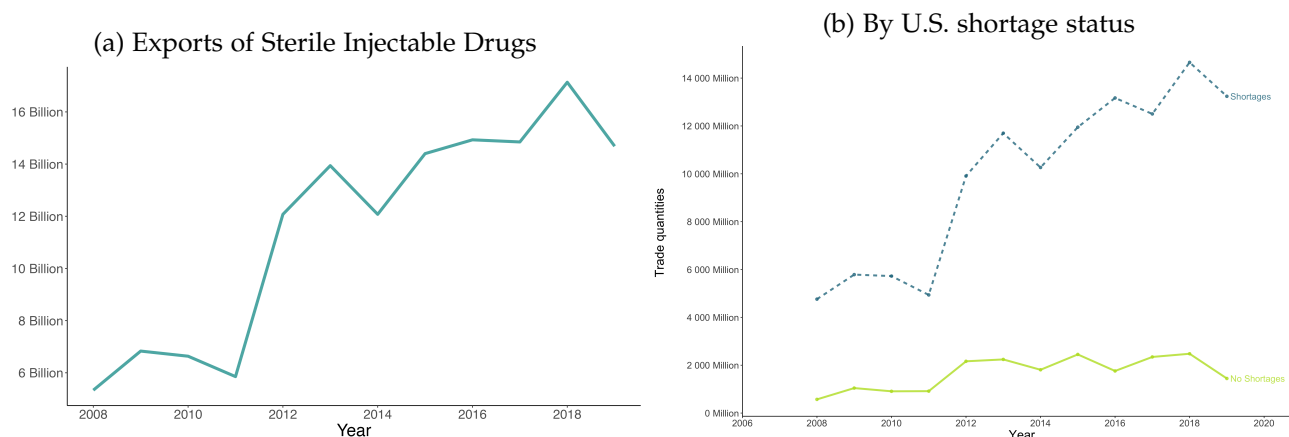 (a) Exports of Sterile Injectable Drugs
16 Billion
14 Billion
12 Billion
10 Billion
8 Billion
6 Billion
2008 2010 2012 2014 2016 2018
Year
(b) By U.S. shortage status
Trade quantities
14 000 Million
12 000 Million
10 000 Million
8 000 Million
6 000 Million
4 000 Million
2 000 Million
0 Million
Shortages
No Shortages
2006 2008 2010 2012 2014 2016 2018 2020
Year